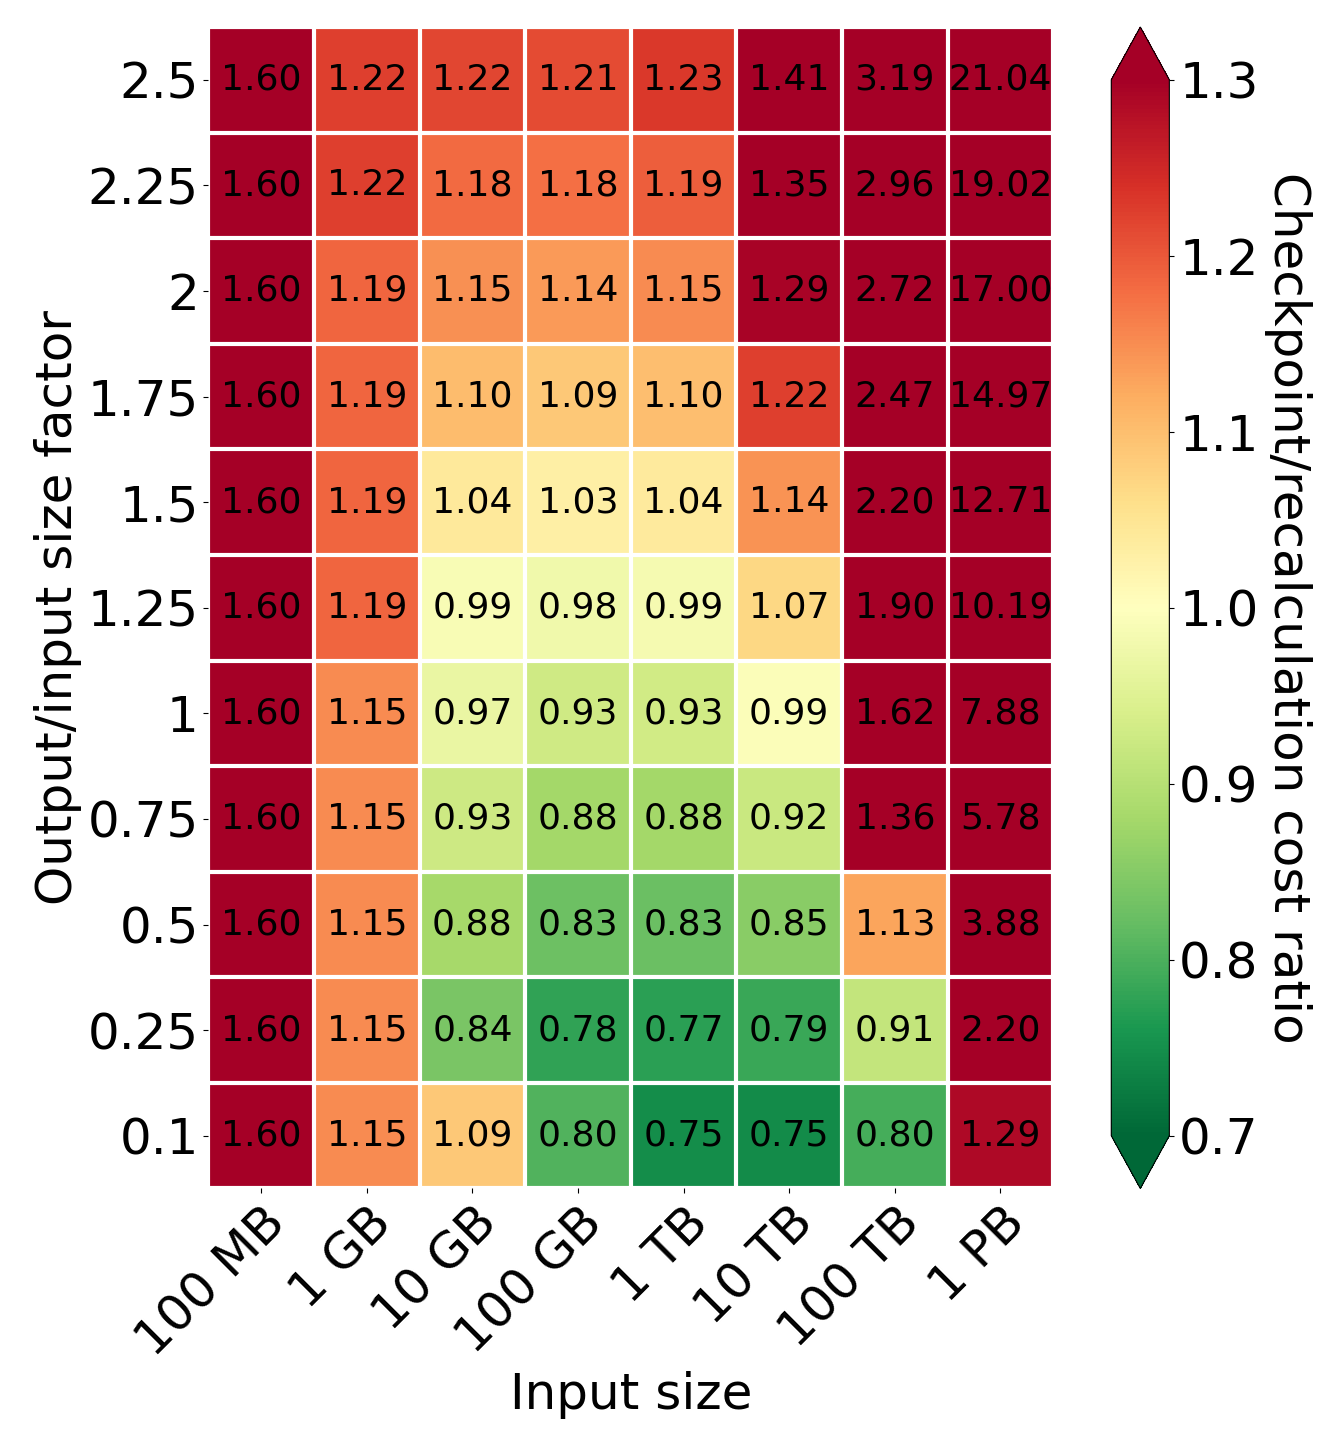 2.5 1.60 1.22 1.22 1.21 1.23 1.41 3.19 21.04
2.25 1.60 1.22 1.18 1.18 1.19 1.35 2.96 19.02
2 1.60 1.19 1.15 1.14 1.15 1.29 2.72 17.00
1.75 1.60 1.19 1.10 1.09 1.10 1.22 2.47 14.97
1.5 1.60 1.19 1.04 1.03 1.04 1.14 2.20 12.71
1.25 1.60 1.19 0.99 0.98 0.99 1.07 1.90 10.19
1 1.60 1.15 0.97 0.93 0.93 0.99 1.62 7.88
0.75 1.60 1.15 0.93 0.88 0.88 0.92 1.36 5.78
0.5 1.60 1.15 0.88 0.83 0.83 0.85 1.13 3.88
0.25 1.60 1.15 0.84 0.78 0.77 0.79 0.91 2.20
0.1 1.60 1.15 1.09 0.80 0.75 0.75 0.80 1.29
100 MB 1 GB 10 GB 100 GB 1 TB 10 TB 100 TB 1 PB
Input size
Output/input size factor
1.3
1.2
1.1
1.0
0.9
0.8
0.7
Checkpoint/recalculation cost ratio